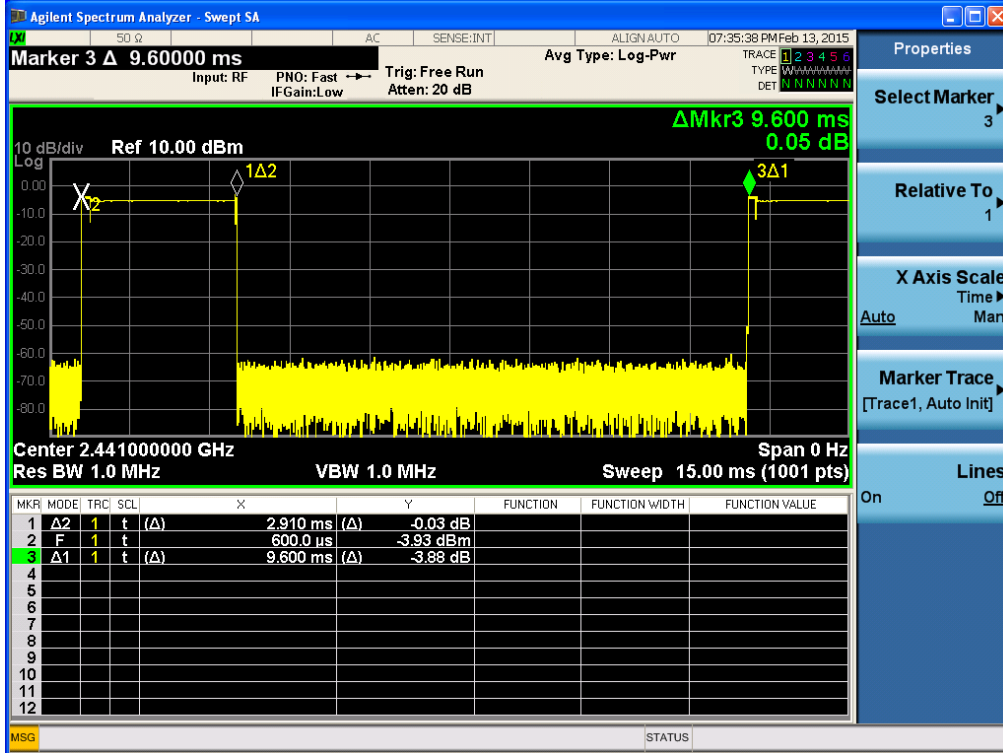 Agilent Spectrum Analyzer - Swept SA
LXI 50 Ω AC SENSE:INT ALIGN AUTO 07:35:38 PM Feb 13, 2015
Marker 3 Δ 9.60000 ms
Input: RF PNO: Fast Trig: Free Run Avg Type: Log-Pwr TRACE 1 2 3 4 5 6
IFGain:Low Atten: 20 dB TYPE
DET N N N N N N
ΔMkr3 9.600 ms
0.05 dB
10 dB/div Ref 10.00 dBm
Log
1Δ2 3Δ1
0.00
X2
-10.0
-20.0
-30.0
-40.0
-50.0
-60.0
-70.0
-80.0
Center 2.441000000 GHz Span 0 Hz
Res BW 1.0 MHz VBW 1.0 MHz Sweep 15.00 ms (1001 pts)
MKR MODE TRC SCL X Y FUNCTION FUNCTION WIDTH FUNCTION VALUE
1 Δ2 1 t (Δ) 2.910 ms (Δ) -0.03 dB
2 F 1 t 600.0 µs -3.93 dBm
3 Δ1 1 t (Δ) 9.600 ms (Δ) -3.88 dB
4
5
6
7
8
9
10
11
12
MSG STATUS
Properties
Select Marker
3
Relative To
1
X Axis Scale
Time
Auto Man
Marker Trace
[Trace1, Auto Init]
Lines
On Off